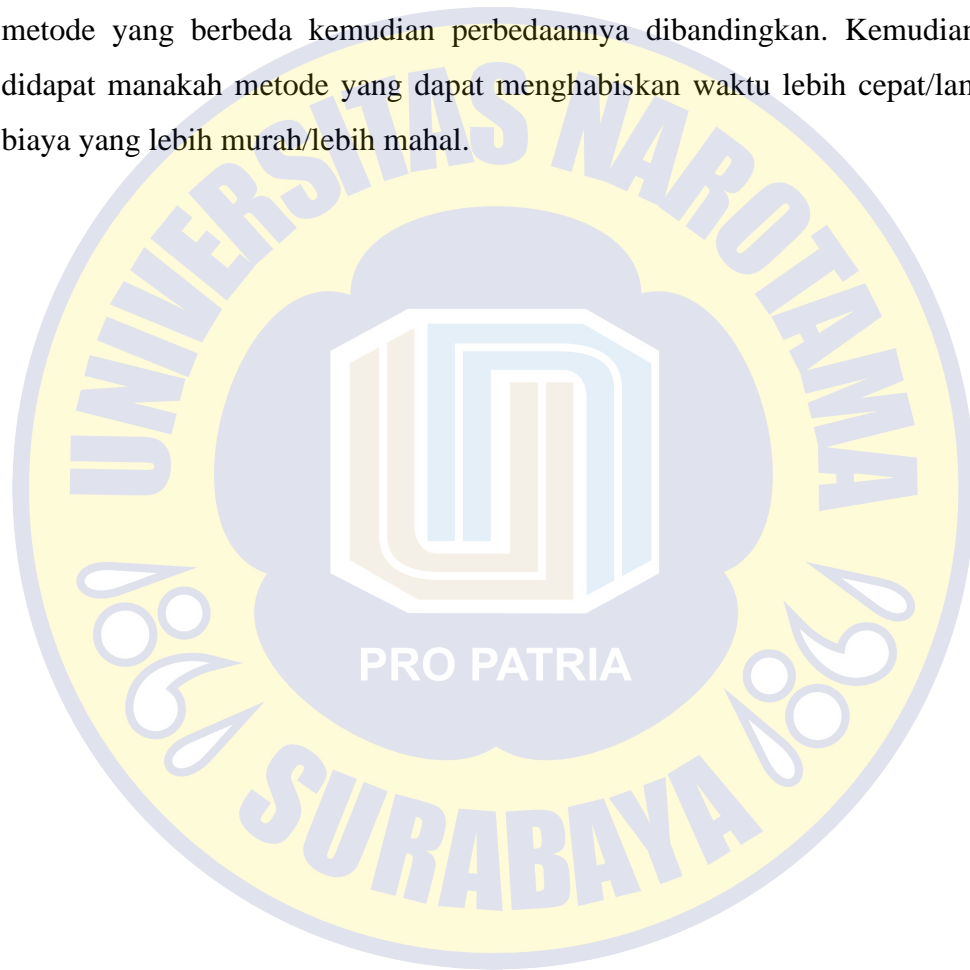 metode yang berbeda kemudian perbedaannya dibandingkan. Kemudian
didapat manakah metode yang dapat menghabiskan waktu lebih cepat/lam
biaya yang lebih murah/lebih mahal.
UNIVERSITAS NAROTAMA
PRO PATRIA
SURABAYA